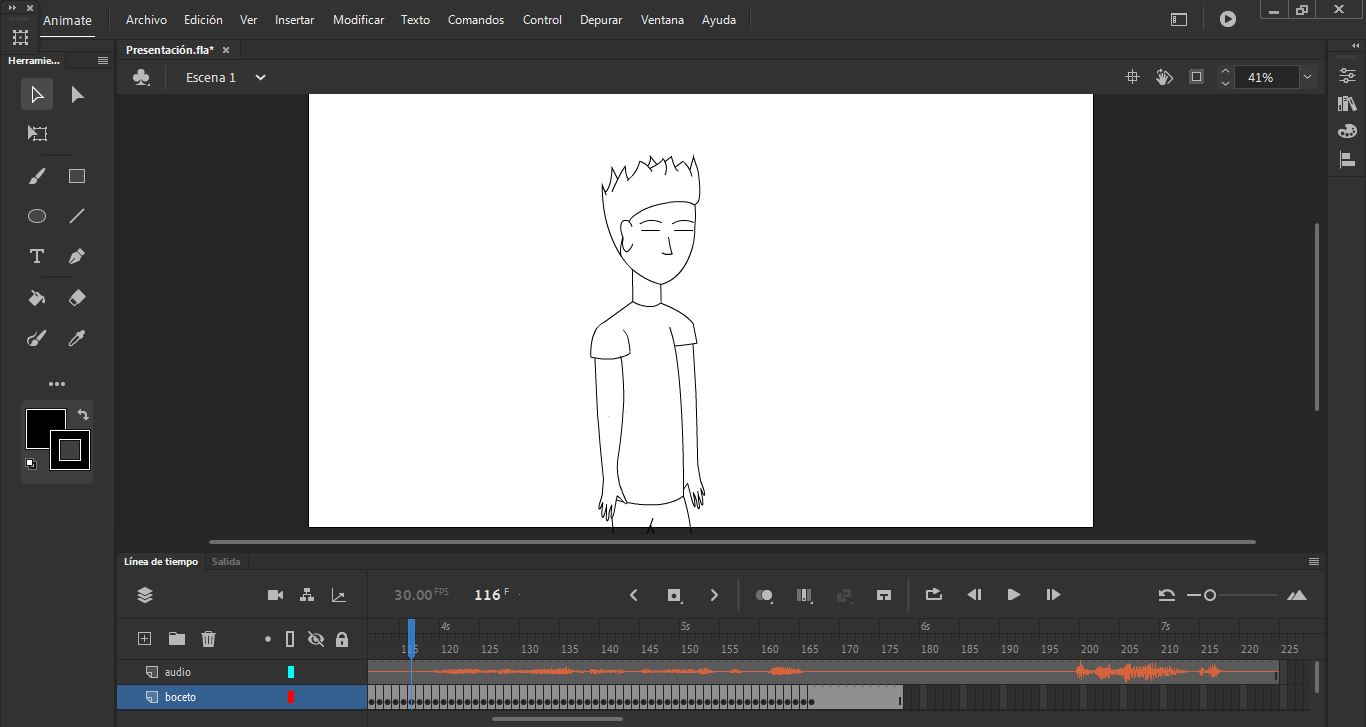 Animate Archivo Edición Ver Insertar Modificar Texto Comandos Control Depurar Ventana Ayuda
Presentación.fla*
Herramie...
Escena 1
41%
Línea de tiempo Salida
30.00 FPS 116 F
4s 5s 6s 7s
120 125 130 135 140 145 150 155 160 165 170 175 180 185 190 195 200 205 210 215 220 225
audio
boceto